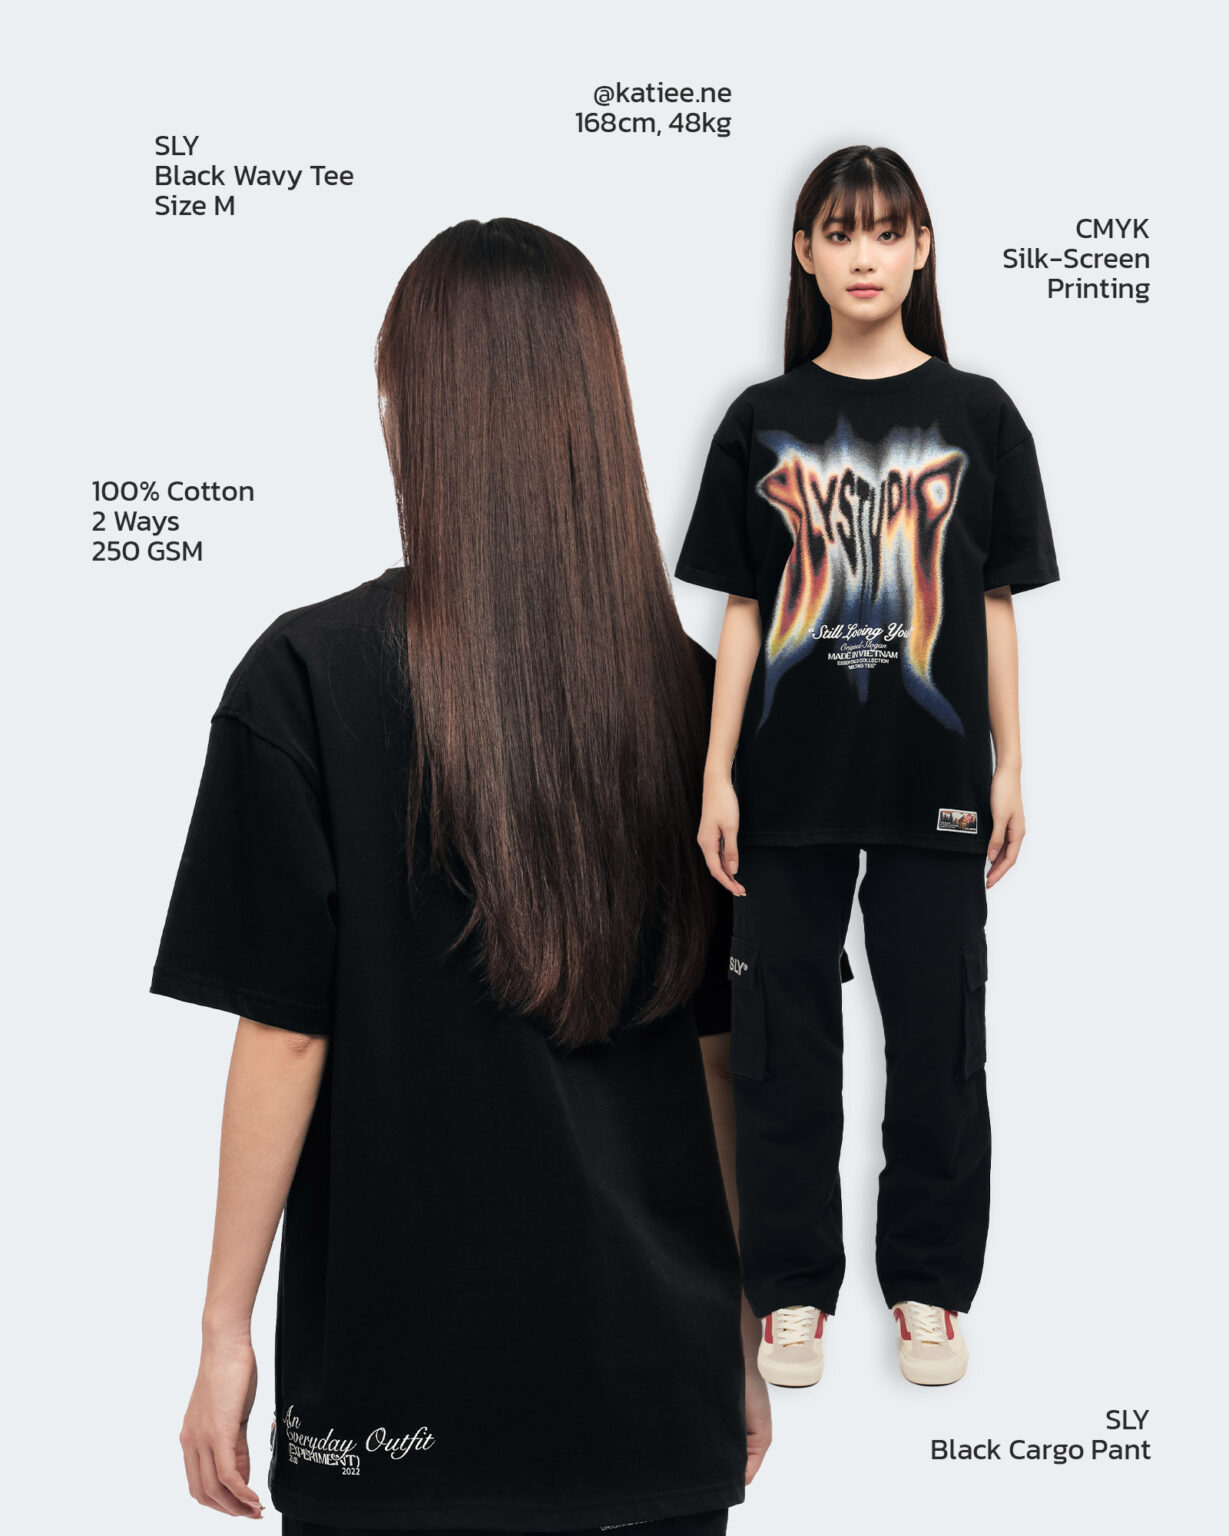 @katiee.ne
168cm, 48kg
SLY
Black Wavy Tee
Size M
CMYK
Silk-Screen
Printing
100% Cotton
2 Ways
250 GSM
SLYSTUDIO
"Still Loving You"
Original Slogan
MADE IN VIETNAM
ESSENTIALS COLLECTION
SLY®
An
Everyday Outfit
(EXPERIMENT)
2022
SLY
Black Cargo Pant